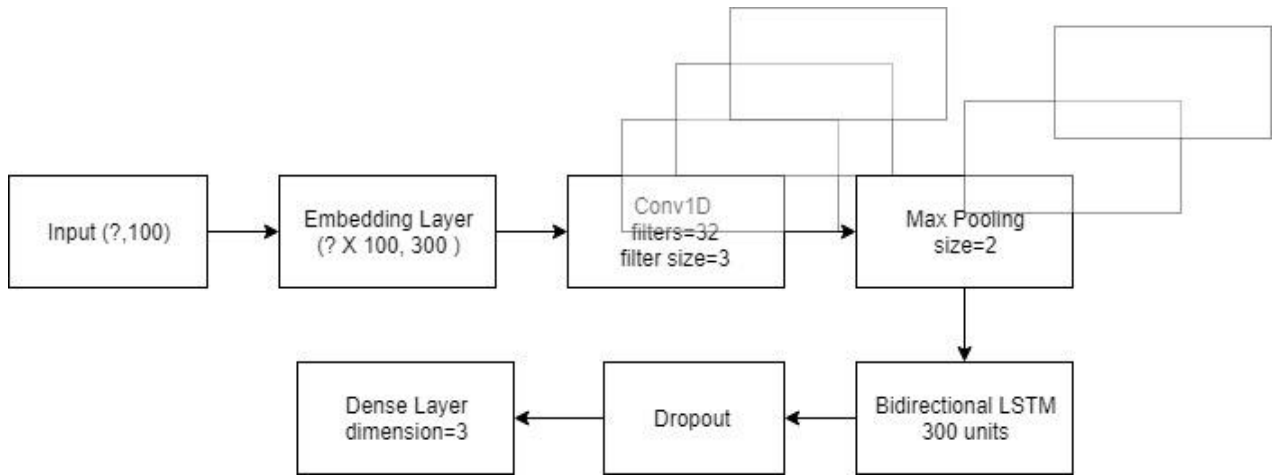 Input (?,100)
Embedding Layer
(? X 100, 300 )
Conv1D
filters=32
filter size=3
Max Pooling
size=2
Bidirectional LSTM
300 units
Dropout
Dense Layer
dimension=3